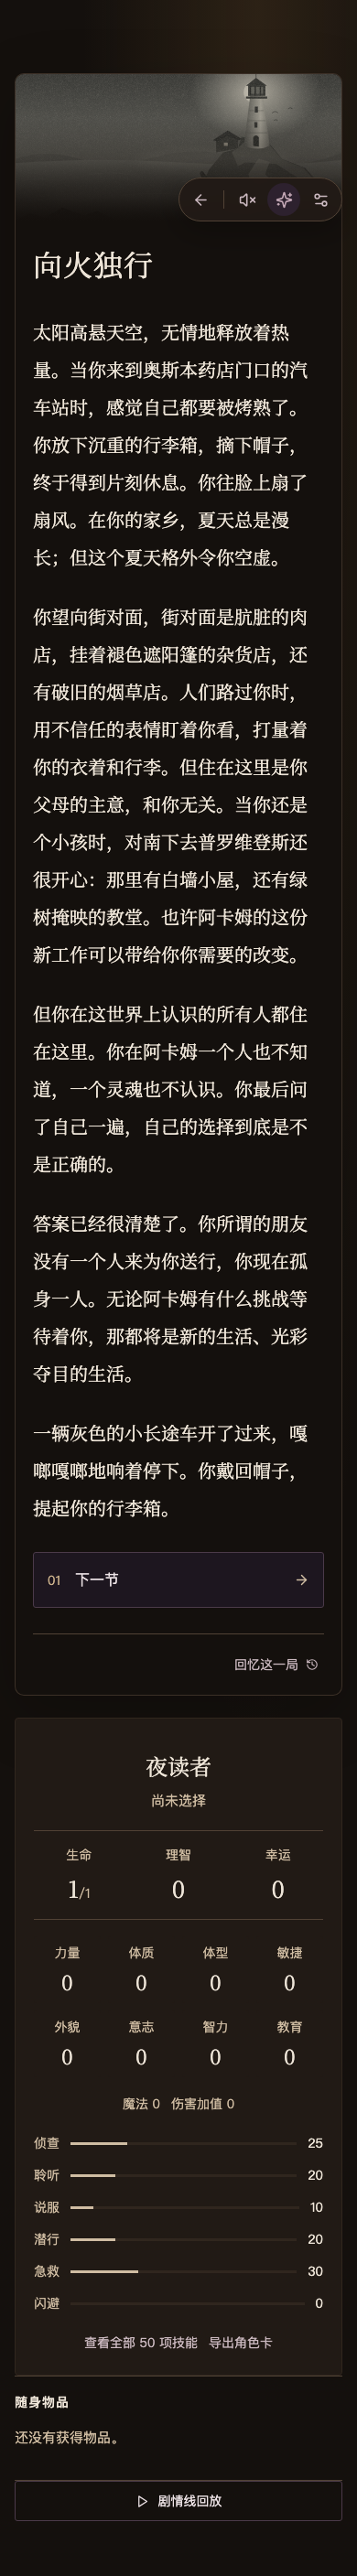 向火独行
太阳高悬天空，无情地释放着热
量。当你来到奥斯本药店门口的汽
车站时，感觉自己都要被烤熟了。
你放下沉重的行李箱，摘下帽子，
终于得到片刻休息。你往脸上扇了
扇风。在你的家乡，夏天总是漫
长；但这个夏天格外令你空虚。
你望向街对面，街对面是肮脏的肉
店，挂着褪色遮阳篷的杂货店，还
有破旧的烟草店。人们路过你时，
用不信任的表情盯着你看，打量着
你的衣着和行李。但住在这里是你
父母的主意，和你无关。当你还是
个小孩时，对南下去普罗维登斯还
很开心：那里有白墙小屋，还有绿
树掩映的教堂。也许阿卡姆的这份
新工作可以带给你你需要的改变。
但你在这世界上认识的所有人都住
在这里。你在阿卡姆一个人也不知
道，一个灵魂也不认识。你最后问
了自己一遍，自己的选择到底是不
是正确的。
答案已经很清楚了。你所谓的朋友
没有一个人来为你送行，你现在孤
身一人。无论阿卡姆有什么挑战等
待着你，那都将是新的生活、光彩
夺目的生活。
一辆灰色的小长途车开了过来，嘎
啷嘎啷地响着停下。你戴回帽子，
提起你的行李箱。
01 下一节
回忆这一局
夜读者
尚未选择
生命 理智 幸运
1/1 0 0
力量 体质 体型 敏捷
0 0 0 0
外貌 意志 智力 教育
0 0 0 0
魔法 0 伤害加值 0
侦查 25
聆听 20
说服 10
潜行 20
急救 30
闪避 0
查看全部 50 项技能 导出角色卡
随身物品
还没有获得物品。
剧情线回放